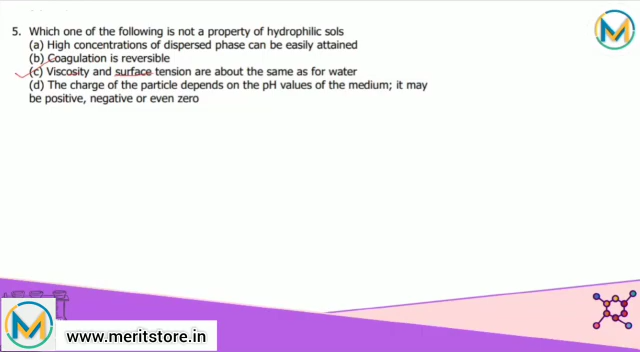 5. Which one of the following is not a property of hydrophilic sols
(a) High concentrations of dispersed phase can be easily attained
(b) Coagulation is reversible
(c) Viscosity and surface tension are about the same as for water
(d) The charge of the particle depends on the pH values of the medium; it may
be positive, negative or even zero
www.meritstore.in